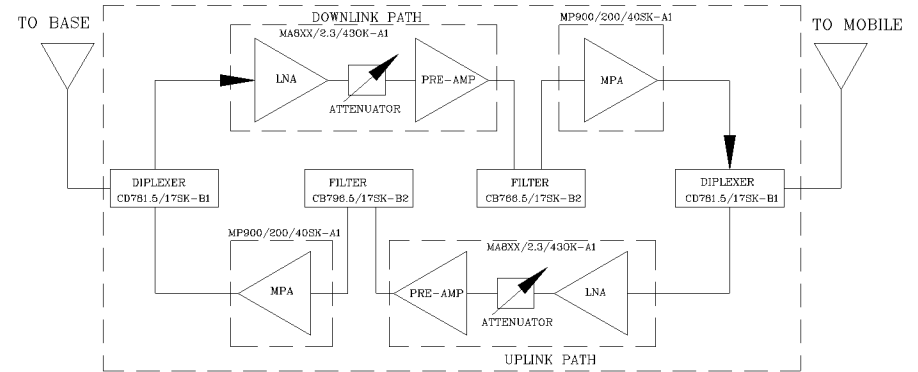 DOWNLINK PATH
MA8XX/2.3/430K-A1
MP900/200/40SK-A1
TO BASE
TO MOBILE
LNA
PRE-AMP
MPA
ATTENUATOR
DIPLEXER
CD781.5/17SK-B1
FILTER
CB796.5/17SK-B2
FILTER
CB766.5/17SK-B2
DIPLEXER
CD781.5/17SK-B1
MP900/200/40SK-A1
MA8XX/2.3/430K-A1
MPA
PRE-AMP
LNA
ATTENUATOR
UPLINK PATH